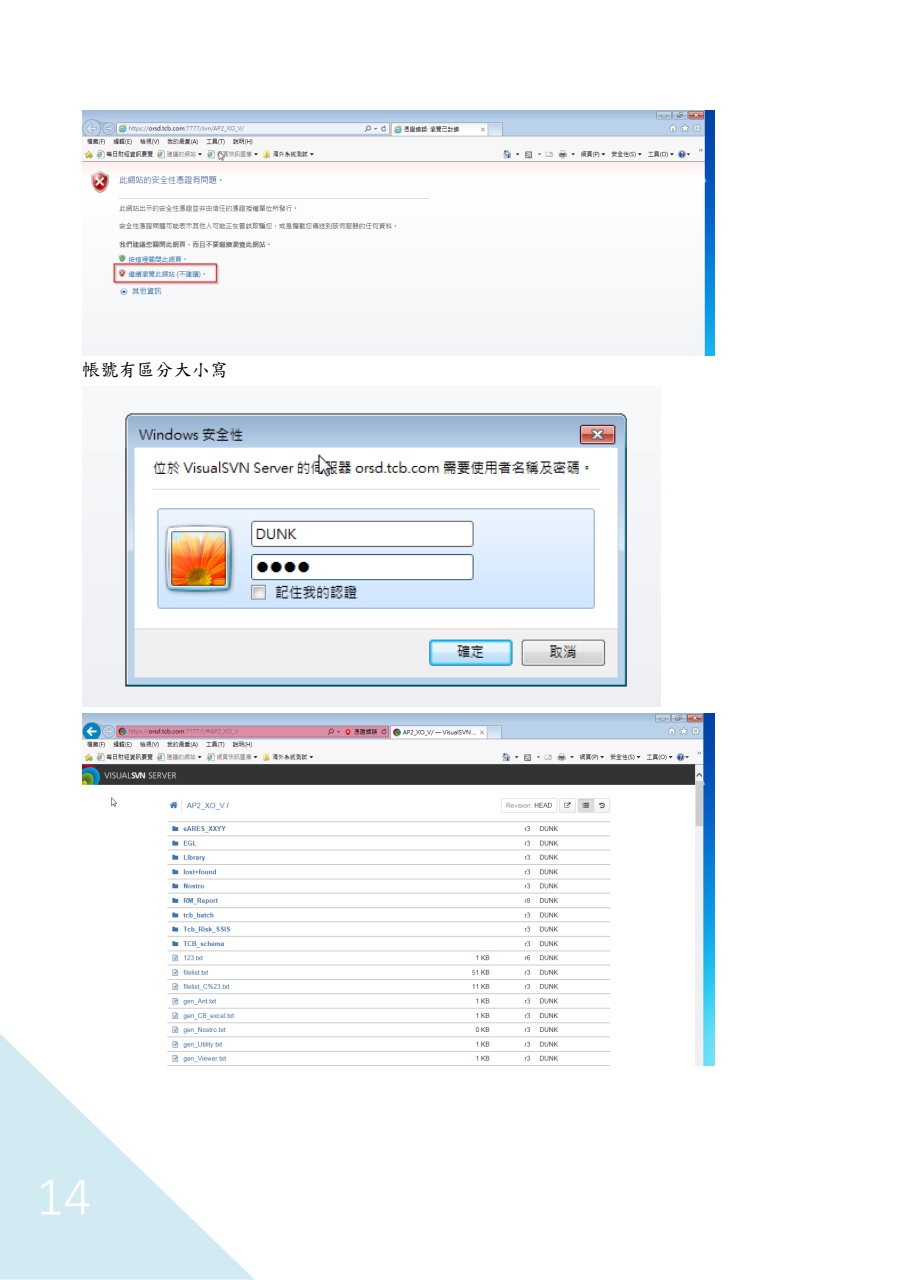 https://orsd.tcb.com:7777/svn/AP2_XO_V/
憑證錯誤: 瀏覽已封鎖
檔案(F) 編輯(E) 檢視(V) 我的最愛(A) 工具(T) 說明(H)
每日財經資訊要覽 建議的網站 網頁快訊圖庫 海外系統測試 網頁(P) 安全性(S) 工具(O)
此網站的安全性憑證有問題。
此網站出示的安全性憑證並非由信任的憑證授權單位所發行。
安全性憑證問題可能表示其他人可能正在嘗試欺騙您，或是攔截您傳送到該伺服器的任何資料。
我們建議您關閉此網頁，而且不要繼續瀏覽此網站。
按這裡關閉此網頁。
繼續瀏覽此網站 (不建議)。
其他資訊
帳號有區分大小寫
Windows 安全性
位於 VisualSVN Server 的伺服器 orsd.tcb.com 需要使用者名稱及密碼。
DUNK
●●●●
記住我的認證
確定 取消
https://orsd.tcb.com:7777/!/#AP2_XO_V
憑證錯誤
AP2_XO_V/ — VisualSVN ...
檔案(F) 編輯(E) 檢視(V) 我的最愛(A) 工具(T) 說明(H)
每日財經資訊要覽 建議的網站 網頁快訊圖庫 海外系統測試 網頁(P) 安全性(S) 工具(O)
VISUALSVN SERVER
AP2_XO_V / Revision: HEAD
eARES_XXYY r3 DUNK
EGL r3 DUNK
Library r3 DUNK
lost+found r3 DUNK
Nostro r3 DUNK
RM_Report r8 DUNK
tcb_batch r3 DUNK
Tcb_Risk_SSIS r3 DUNK
TCB_schema r3 DUNK
123.txt 1 KB r6 DUNK
filelist.txt 51 KB r3 DUNK
filelist_C%23.txt 11 KB r3 DUNK
gen_Ant.txt 1 KB r3 DUNK
gen_CB_excel.txt 1 KB r3 DUNK
gen_Nostro.txt 0 KB r3 DUNK
gen_Utility.txt 1 KB r3 DUNK
gen_Viewer.txt 1 KB r3 DUNK
14